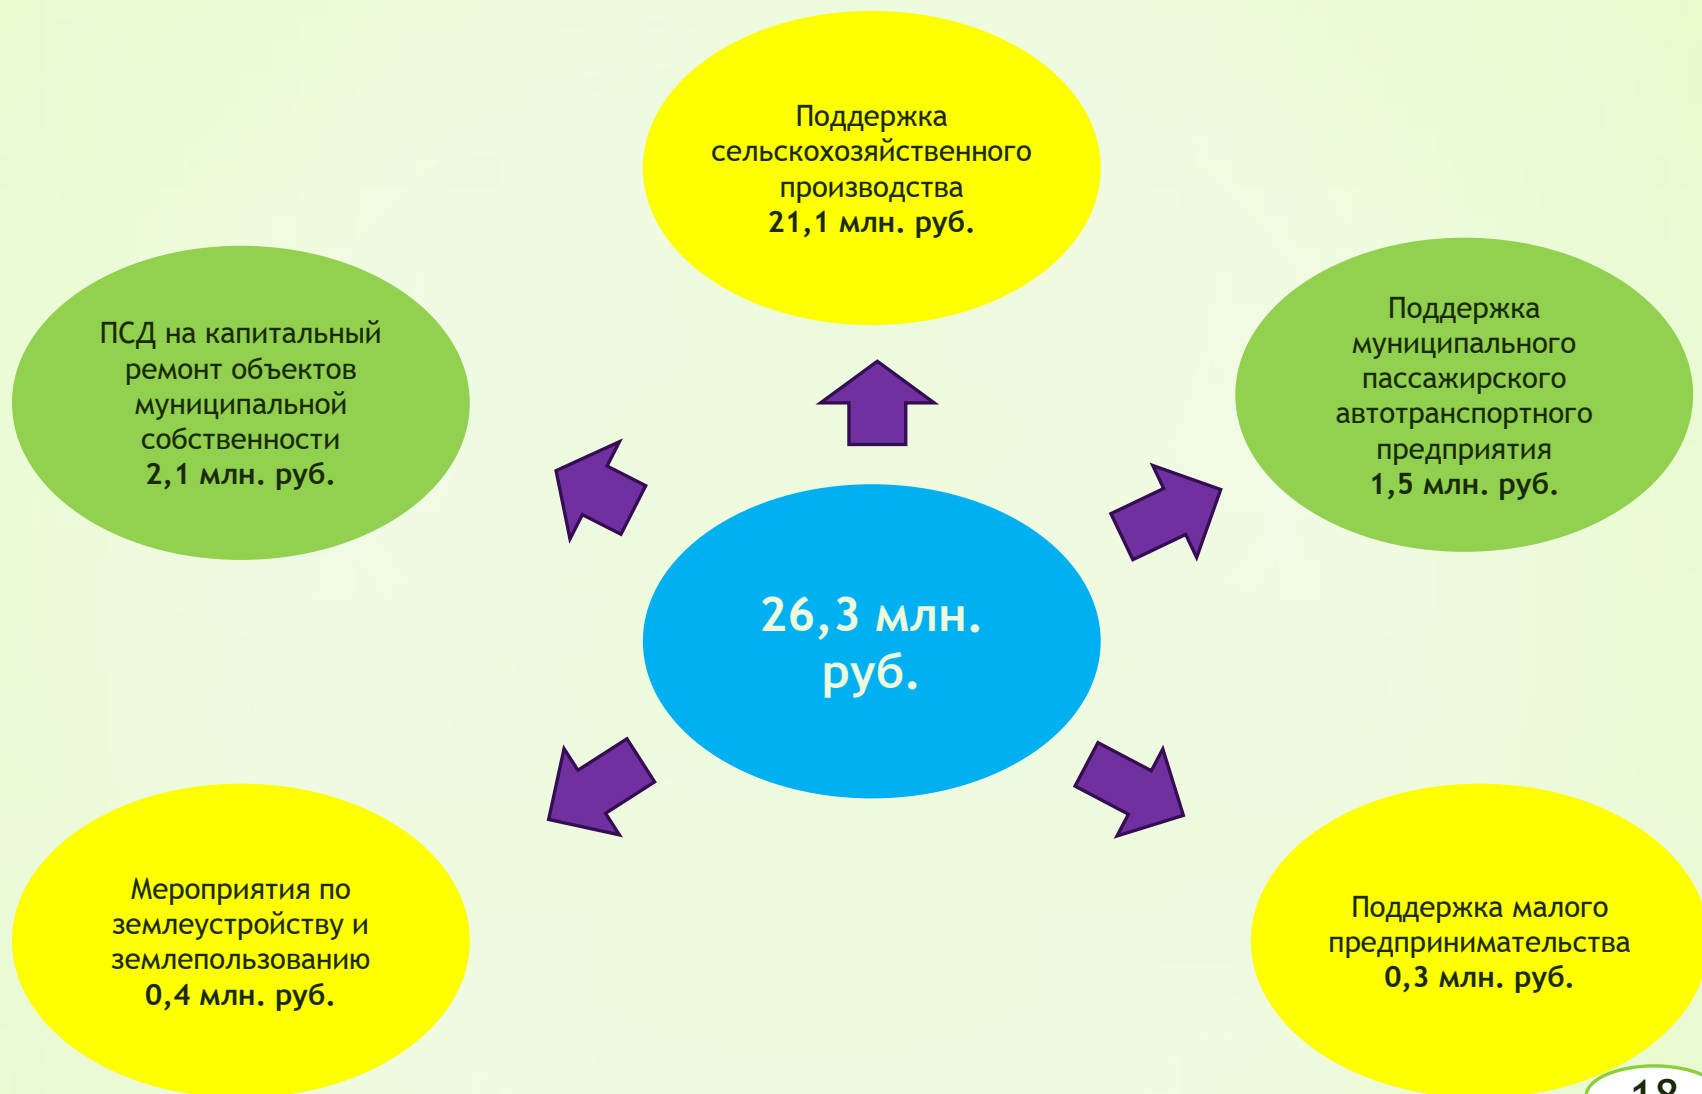 Поддержка
сельскохозяйственного
производства
21,1 млн. руб.
ПСД на капитальный
ремонт объектов
муниципальной
собственности
2,1 млн. руб.
Поддержка
муниципального
пассажирского
автотранспортного
предприятия
1,5 млн. руб.
26,3 млн.
руб.
Мероприятия по
землеустройству и
землепользованию
0,4 млн. руб.
Поддержка малого
предпринимательства
0,3 млн. руб.
18